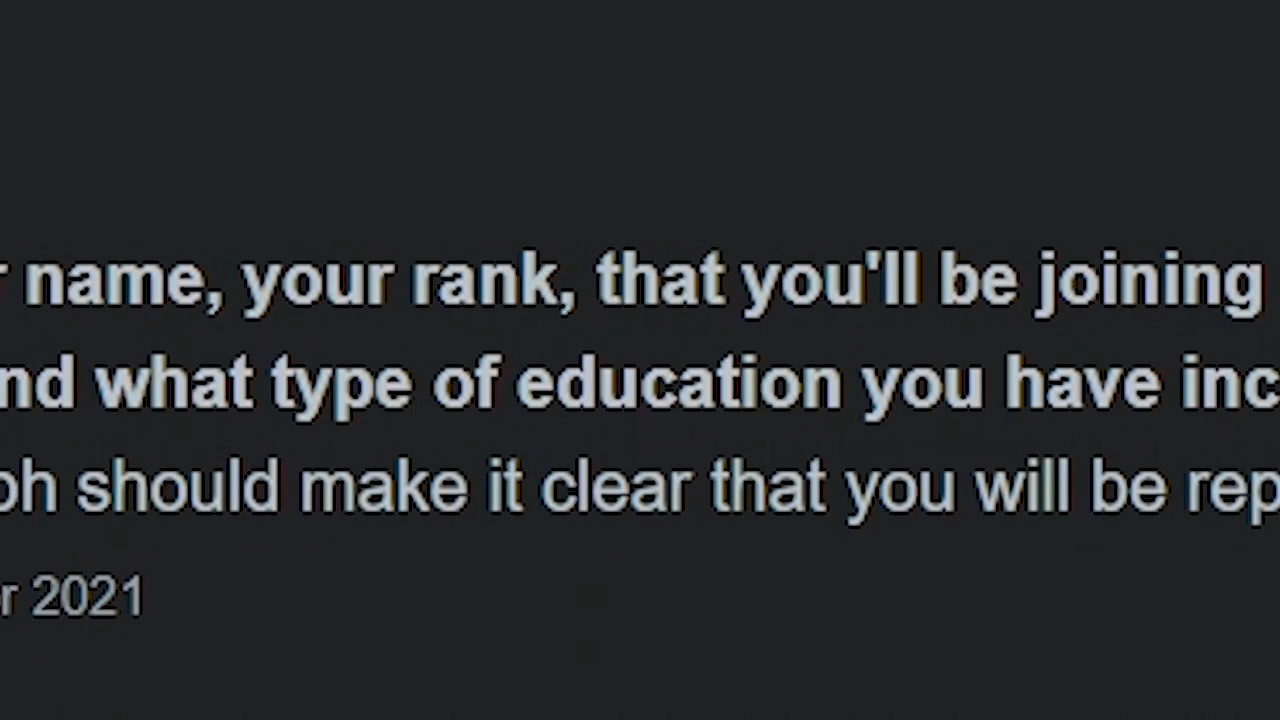 r name, your rank, that you'll be joining
nd what type of education you have inc
ph should make it clear that you will be rep
r 2021